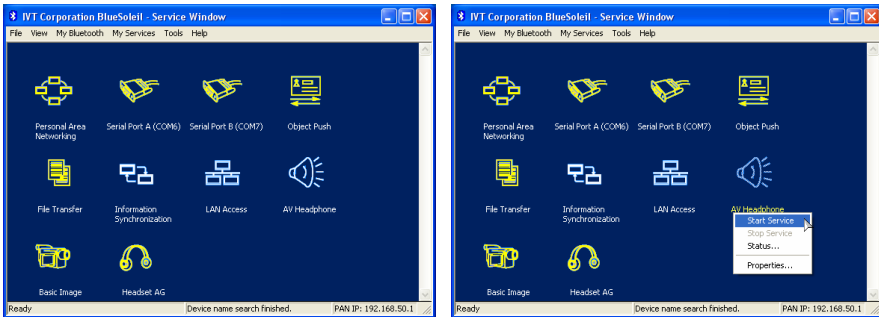 IVT Corporation BlueSoleil - Service Window
File View My Bluetooth My Services Tools Help
Personal Area
Networking
Serial Port A (COM6)
Serial Port B (COM7)
Object Push
File Transfer
Information
Synchronization
LAN Access
AV Headphone
Basic Image
Headset AG
Ready
Device name search finished.
PAN IP: 192.168.50.1
IVT Corporation BlueSoleil - Service Window
File View My Bluetooth My Services Tools Help
Personal Area
Networking
Serial Port A (COM6)
Serial Port B (COM7)
Object Push
File Transfer
Information
Synchronization
LAN Access
AV Headphone
Start Service
Stop Service
Status...
Properties...
Basic Image
Headset AG
Ready
Device name search finished.
PAN IP: 192.168.50.1